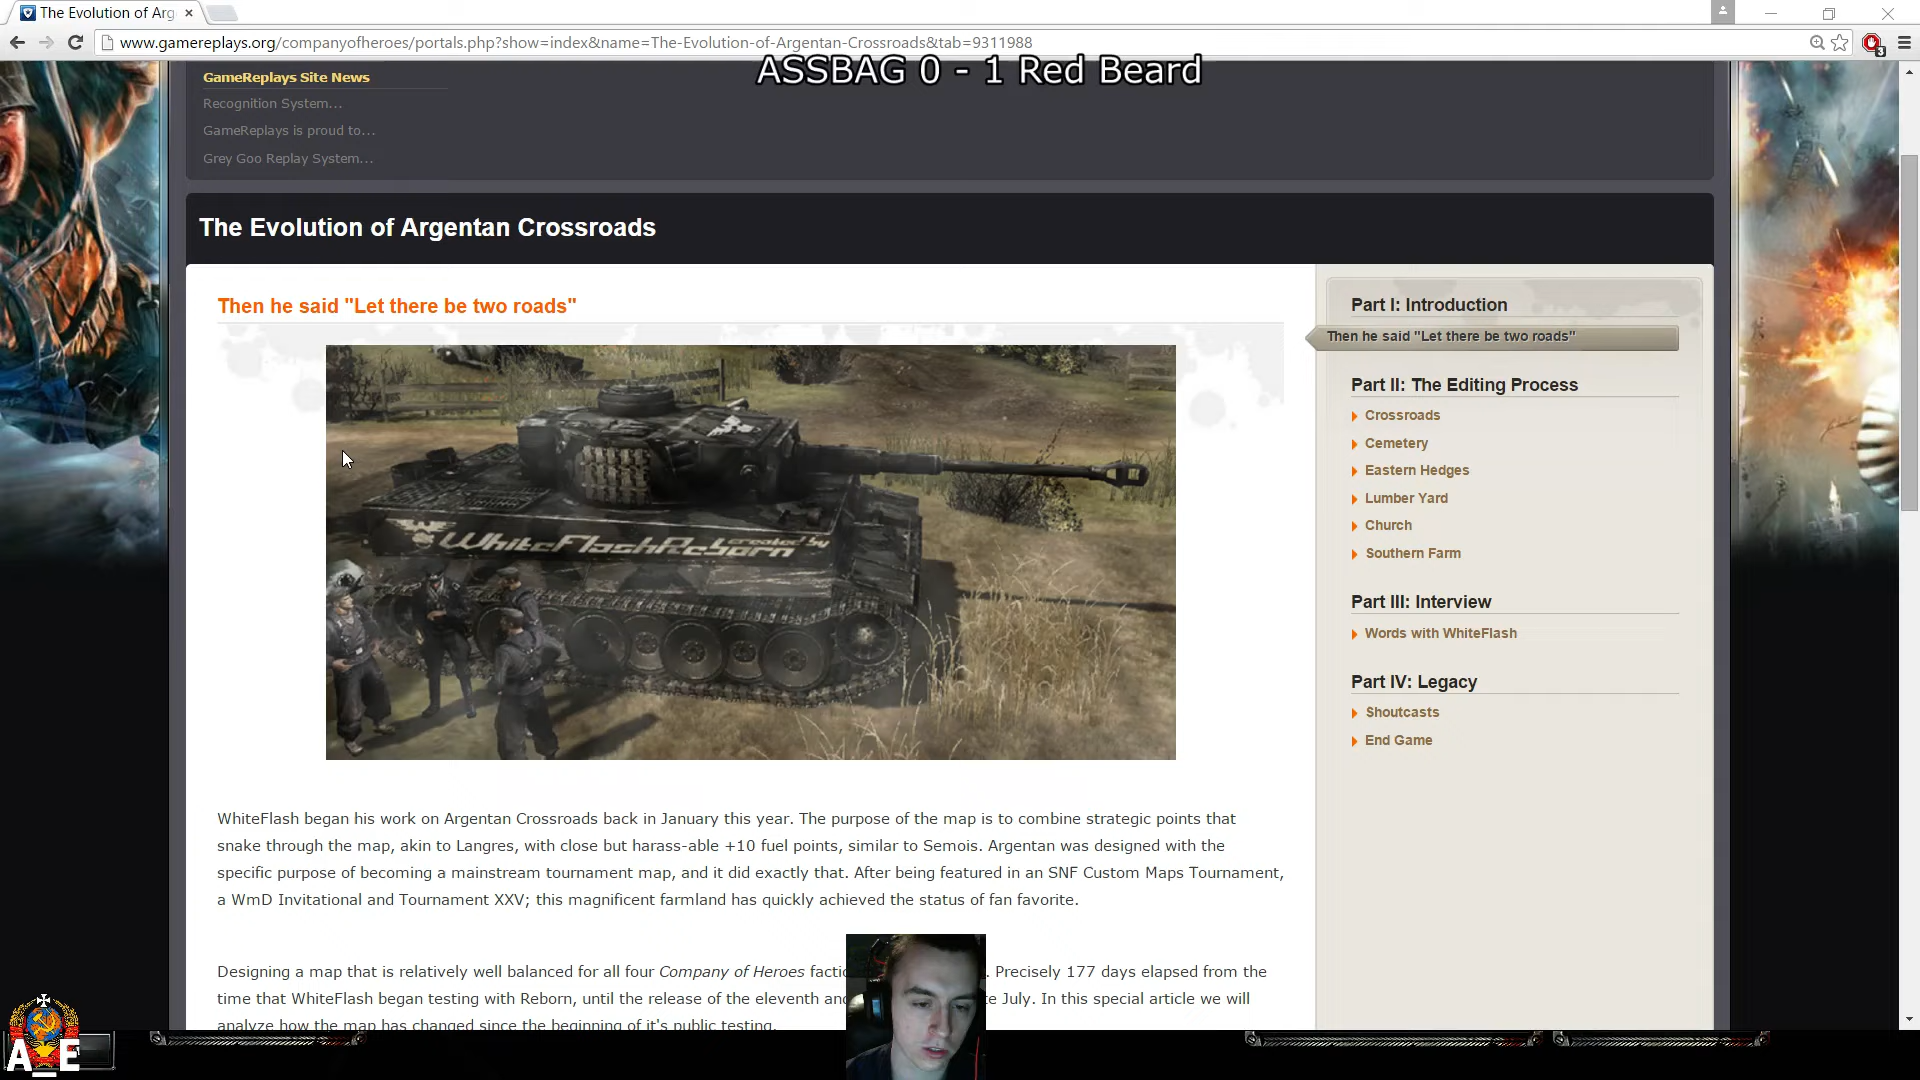 The Evolution of Arg
www.gamereplays.org/companyofheroes/portals.php?show=index&name=The-Evolution-of-Argentan-Crossroads&tab=9311988
3
ASSBAG 0 - 1 Red Beard
GameReplays Site News
Recognition System...
GameReplays is proud to...
Grey Goo Replay System...
The Evolution of Argentan Crossroads
Then he said "Let there be two roads"
WhiteFlashReborn created by
WhiteFlash began his work on Argentan Crossroads back in January this year. The purpose of the map is to combine strategic points that
snake through the map, akin to Langres, with close but harass-able +10 fuel points, similar to Semois. Argentan was designed with the
specific purpose of becoming a mainstream tournament map, and it did exactly that. After being featured in an SNF Custom Maps Tournament,
a WmD Invitational and Tournament XXV; this magnificent farmland has quickly achieved the status of fan favorite.
Designing a map that is relatively well balanced for all four Company of Heroes facti . Precisely 177 days elapsed from the
time that WhiteFlash began testing with Reborn, until the release of the eleventh an te July. In this special article we will
analyze how the map has changed since the beginning of it's public testing.
Part I: Introduction
Then he said "Let there be two roads"
Part II: The Editing Process
Crossroads
Cemetery
Eastern Hedges
Lumber Yard
Church
Southern Farm
Part III: Interview
Words with WhiteFlash
Part IV: Legacy
Shoutcasts
End Game
A_E